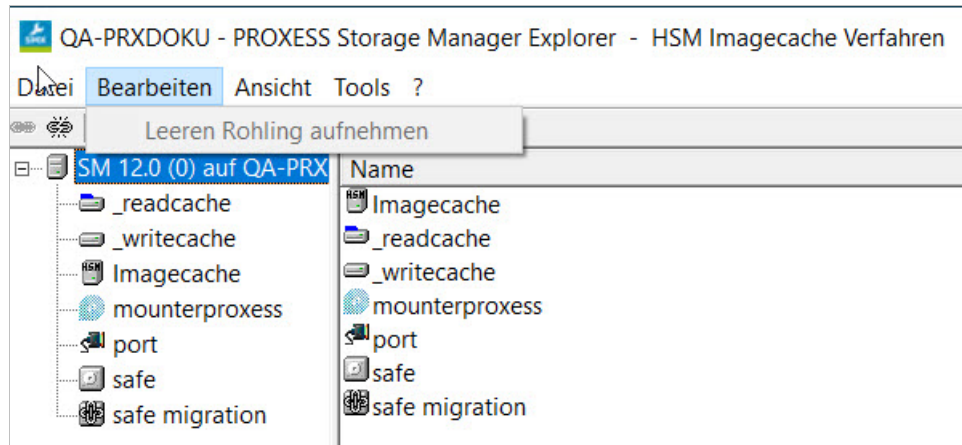 QA-PRXDOKU - PROXESS Storage Manager Explorer - HSM Imagecache Verfahren
Datei Bearbeiten Ansicht Tools ?
Leeren Rohling aufnehmen
SM 12.0 (0) auf QA-PRX
_readcache
_writecache
Imagecache
mounterproxess
port
safe
safe migration
Name
Imagecache
_readcache
_writecache
mounterproxess
port
safe
safe migration